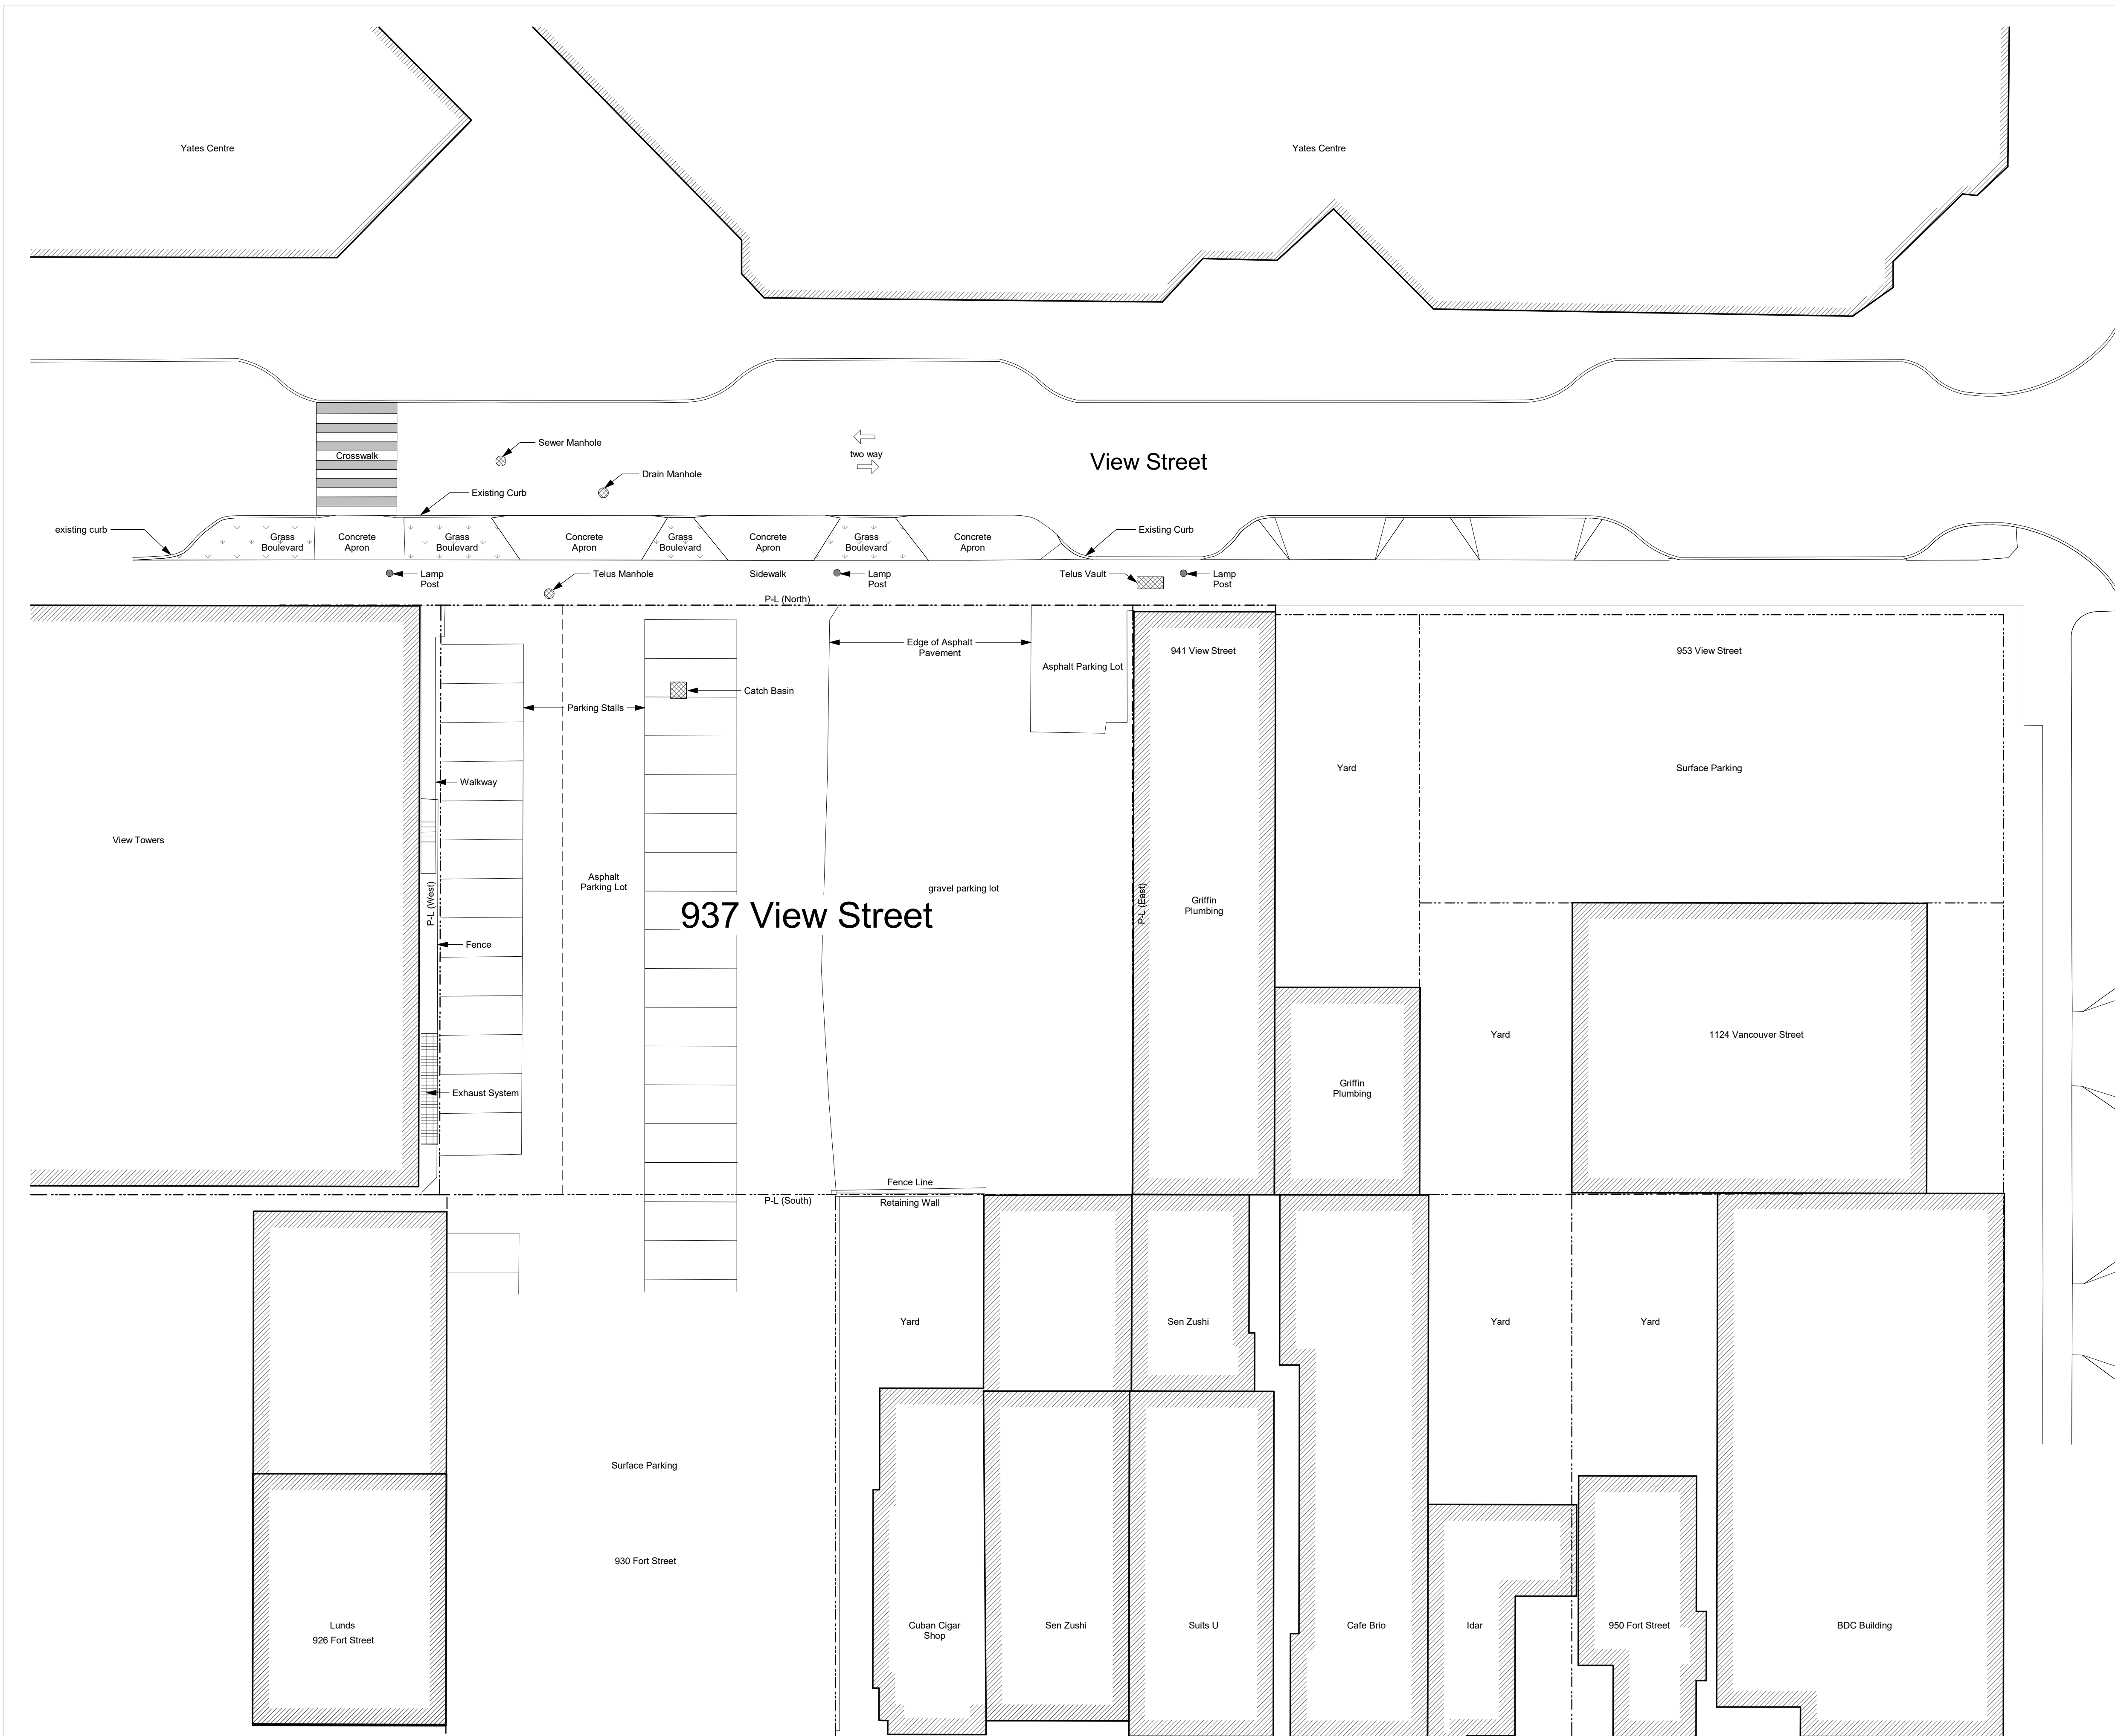 Yates Centre
Yates Centre
Sewer Manhole
two way
View Street
Crosswalk
Drain Manhole
Existing Curb
existing curb
Existing Curb
Grass
Boulevard
Concrete
Apron
Grass
Boulevard
Concrete
Apron
Grass
Boulevard
Concrete
Apron
Grass
Boulevard
Concrete
Apron
Lamp
Post
Telus Manhole
Sidewalk
Lamp
Post
Telus Vault
Lamp
Post
P-L (North)
Edge of Asphalt
Pavement
941 View Street
953 View Street
Asphalt Parking Lot
Catch Basin
Parking Stalls
Walkway
Yard
Surface Parking
View Towers
Asphalt
Parking Lot
P-L (West)
gravel parking lot
P-L (East)
Griffin
Plumbing
937 View Street
Fence
Yard
1124 Vancouver Street
Exhaust System
Griffin
Plumbing
Fence Line
P-L (South)
Retaining Wall
Yard
Sen Zushi
Yard
Yard
Surface Parking
930 Fort Street
Lunds
926 Fort Street
Cuban Cigar
Shop
Sen Zushi
Suits U
Cafe Brio
Idar
950 Fort Street
BDC Building